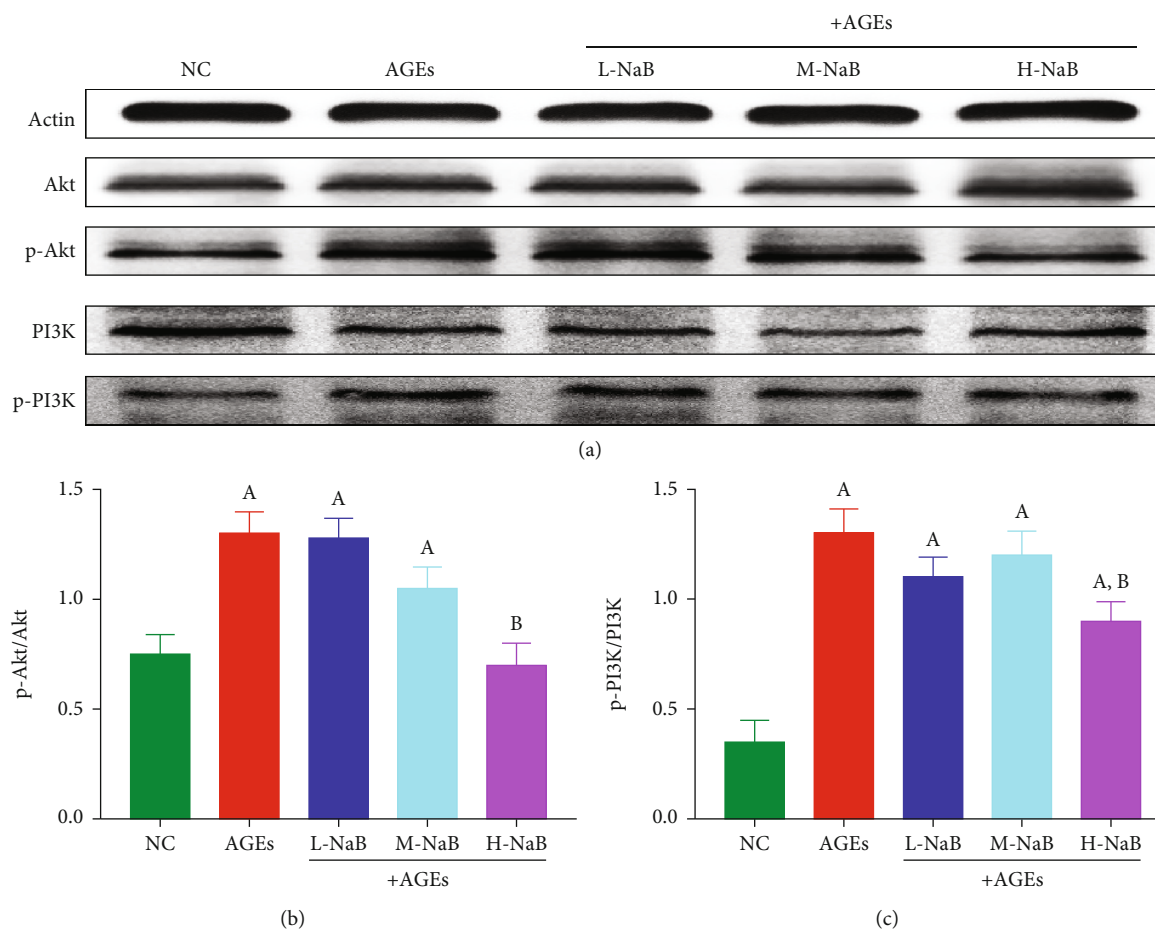 +AGEs
NC AGEs L-NaB M-NaB H-NaB
Actin
Akt
p-Akt
PI3K
p-PI3K
(a)
p-Akt/Akt
1.5
1.0
0.5
0.0
A
A
A
B
NC AGEs L-NaB M-NaB H-NaB
+AGEs
(b)
p-PI3K/PI3K
1.5
1.0
0.5
0.0
A
A
A
A, B
NC AGEs L-NaB M-NaB H-NaB
+AGEs
(c)